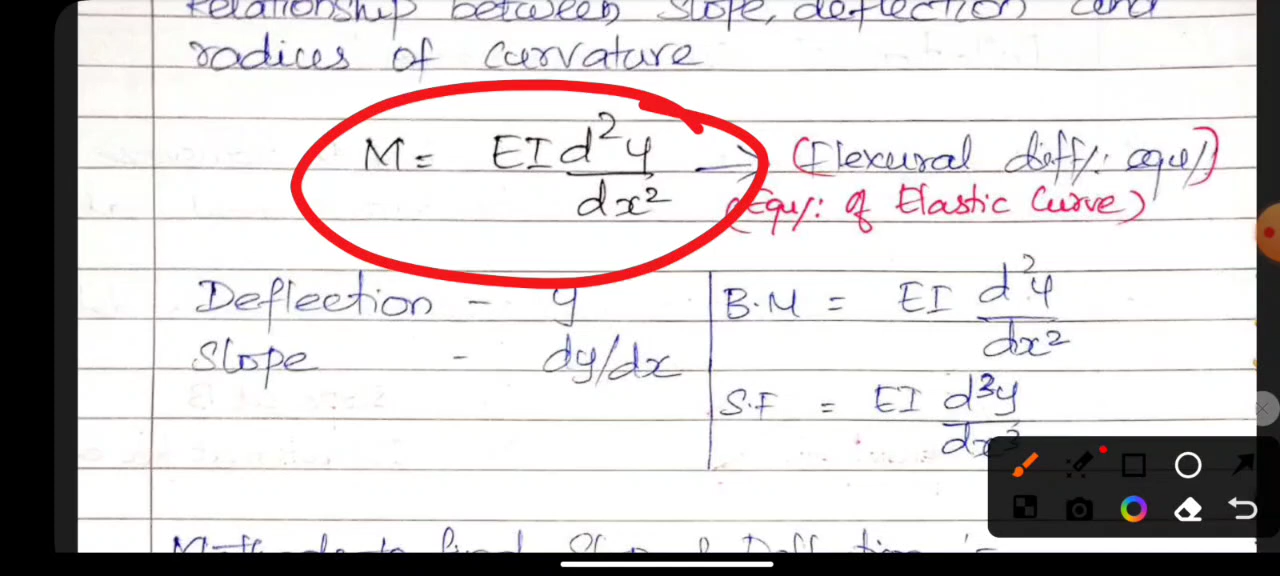 Relationship between slope, deflection and
radices of curvature
M = EI d²y/dx² → (Flexural diff/: equ/)
(Equ/: of Elastic Curve)
Deflection - y
Slope - dy/dx
B.M = EI d²y/dx²
S.F = EI d³y/dx³